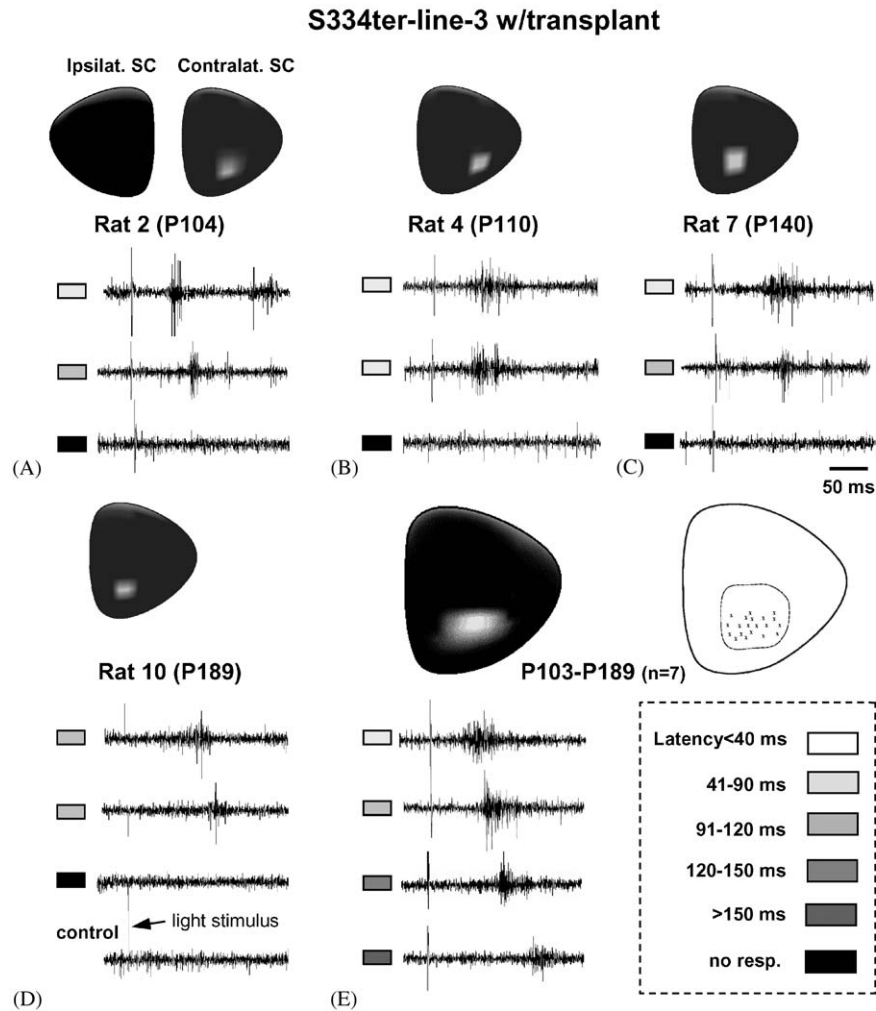 S334ter-line-3 w/transplant
Ipsilat. SC Contralat. SC
Rat 2 (P104)
Rat 4 (P110)
Rat 7 (P140)
(A)
(B)
(C)
50 ms
Rat 10 (P189)
P103-P189 (n=7)
control
light stimulus
(D)
(E)
Latency<40 ms
41-90 ms
91-120 ms
120-150 ms
>150 ms
no resp.